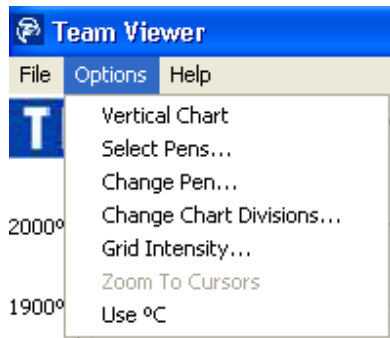 Team Viewer
File Options Help
T
Vertical Chart
Select Pens...
Change Pen...
2000º
Change Chart Divisions...
Grid Intensity...
Zoom To Cursors
1900º
Use ºC